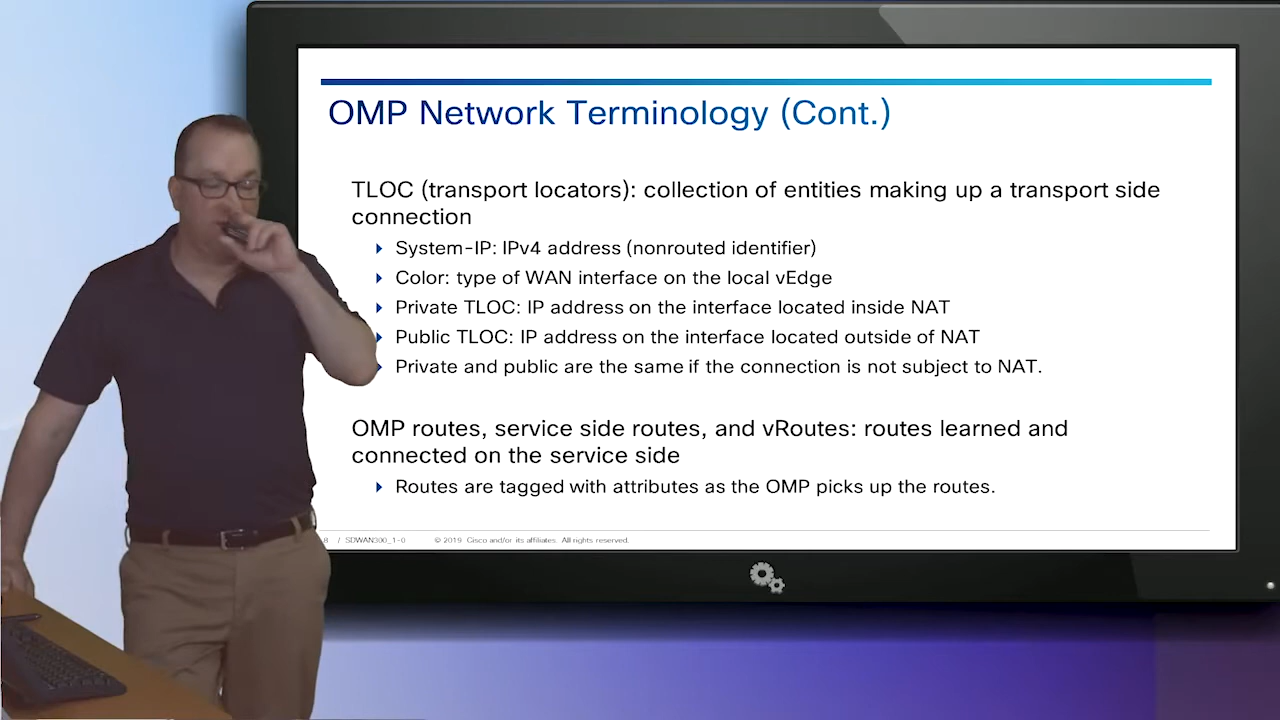 OMP Network Terminology (Cont.)
TLOC (transport locators): collection of entities making up a transport side
connection
System-IP: IPv4 address (nonrouted identifier)
Color: type of WAN interface on the local vEdge
Private TLOC: IP address on the interface located inside NAT
Public TLOC: IP address on the interface located outside of NAT
Private and public are the same if the connection is not subject to NAT.
OMP routes, service side routes, and vRoutes: routes learned and
connected on the service side
Routes are tagged with attributes as the OMP picks up the routes.
8 / SDWAN300_1-0 © 2019 Cisco and/or its affiliates. All rights reserved.